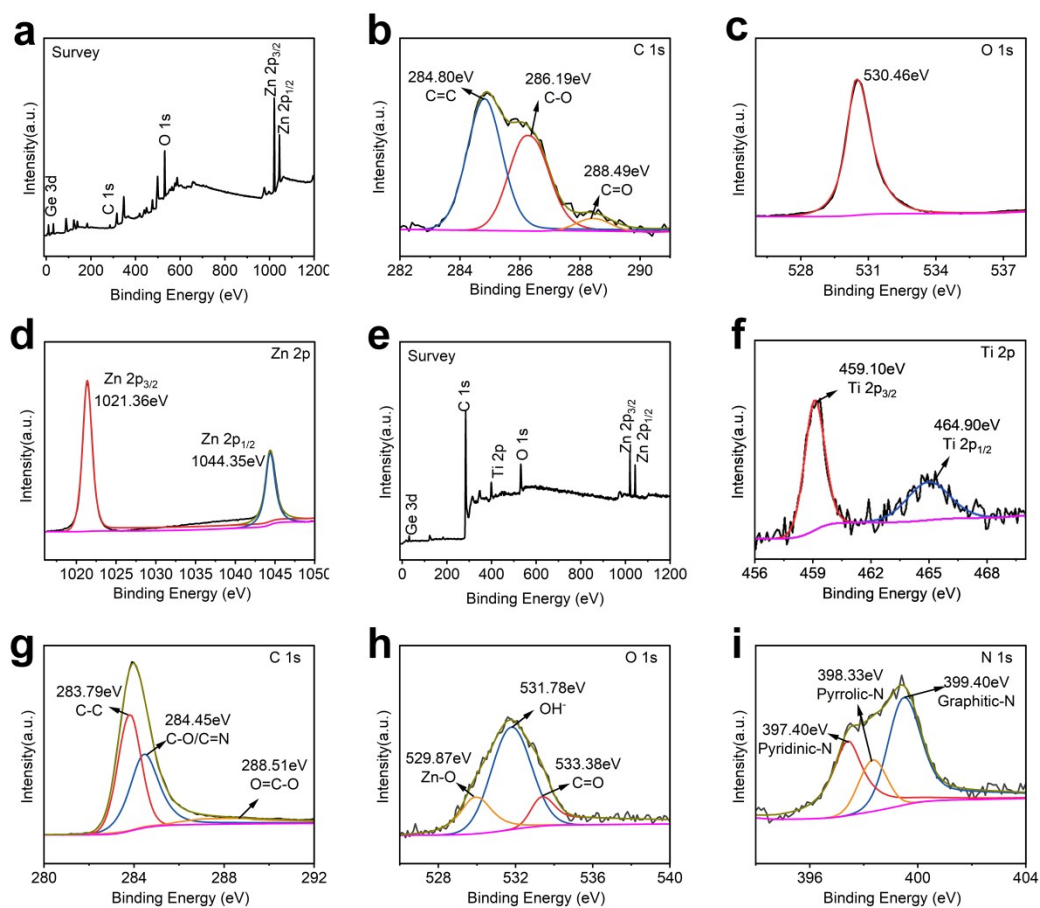 a
Survey
Intensity(a.u.)
Ge 3d
C 1s
O 1s
Zn 2p3/2
Zn 2p1/2
0 200 400 600 800 1000 1200
Binding Energy (eV)
b
C 1s
Intensity(a.u.)
284.80eV
C=C
286.19eV
C-O
288.49eV
C=O
282 284 286 288 290
Binding Energy (eV)
c
O 1s
Intensity(a.u.)
530.46eV
528 531 534 537
Binding Energy (eV)
d
Zn 2p
Intensity(a.u.)
Zn 2p3/2
1021.36eV
Zn 2p1/2
1044.35eV
1020 1025 1030 1035 1040 1045 1050
Binding Energy (eV)
e
Survey
Intensity(a.u.)
Ge 3d
C 1s
Ti 2p
O 1s
Zn 2p3/2
Zn 2p1/2
0 200 400 600 800 1000 1200
Binding Energy (eV)
f
Ti 2p
Intensity(a.u.)
459.10eV
Ti 2p3/2
464.90eV
Ti 2p1/2
456 459 462 465 468
Binding Energy (eV)
g
C 1s
Intensity(a.u.)
283.79eV
C-C
284.45eV
C-O/C=N
288.51eV
O=C-O
280 284 288 292
Binding Energy (eV)
h
O 1s
Intensity(a.u.)
529.87eV
Zn-O
531.78eV
OH-
533.38eV
C=O
528 532 536 540
Binding Energy (eV)
i
N 1s
Intensity(a.u.)
397.40eV
Pyridinic-N
398.33eV
Pyrrolic-N
399.40eV
Graphitic-N
396 400 404
Binding Energy (eV)